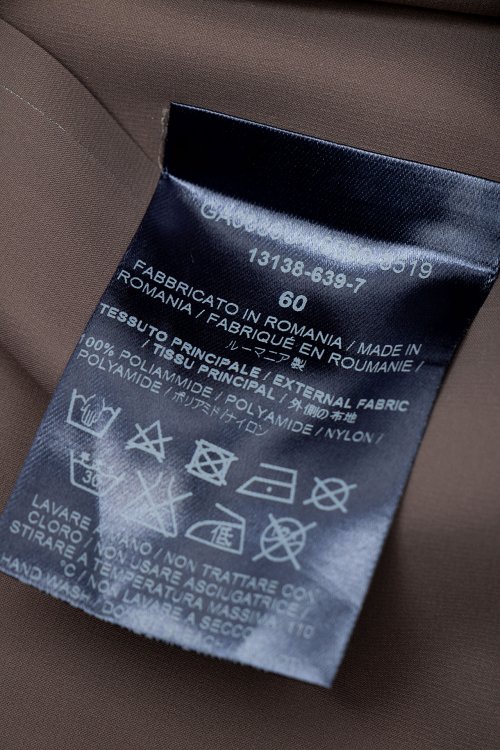 13138-639-7
60
FABBRICATO IN ROMANIA / MADE IN
ROMANIA / FABRIQUÉ EN ROUMANIE /
ルーマニア製
TESSUTO PRINCIPALE / EXTERNAL FABRIC
/ TISSU PRINCIPAL / 外側の布地
100% POLIAMMIDE / POLYAMIDE / NYLON /
POLYAMIDE / ポリアミド/ナイロン
30
LAVARE A MANO / NON TRATTARE CON
CLORO / NON USARE ASCIUGATRICE /
STIRARE A TEMPERATURA MASSIMA 110
°C / NON LAVARE A SECCO
HAND WASH